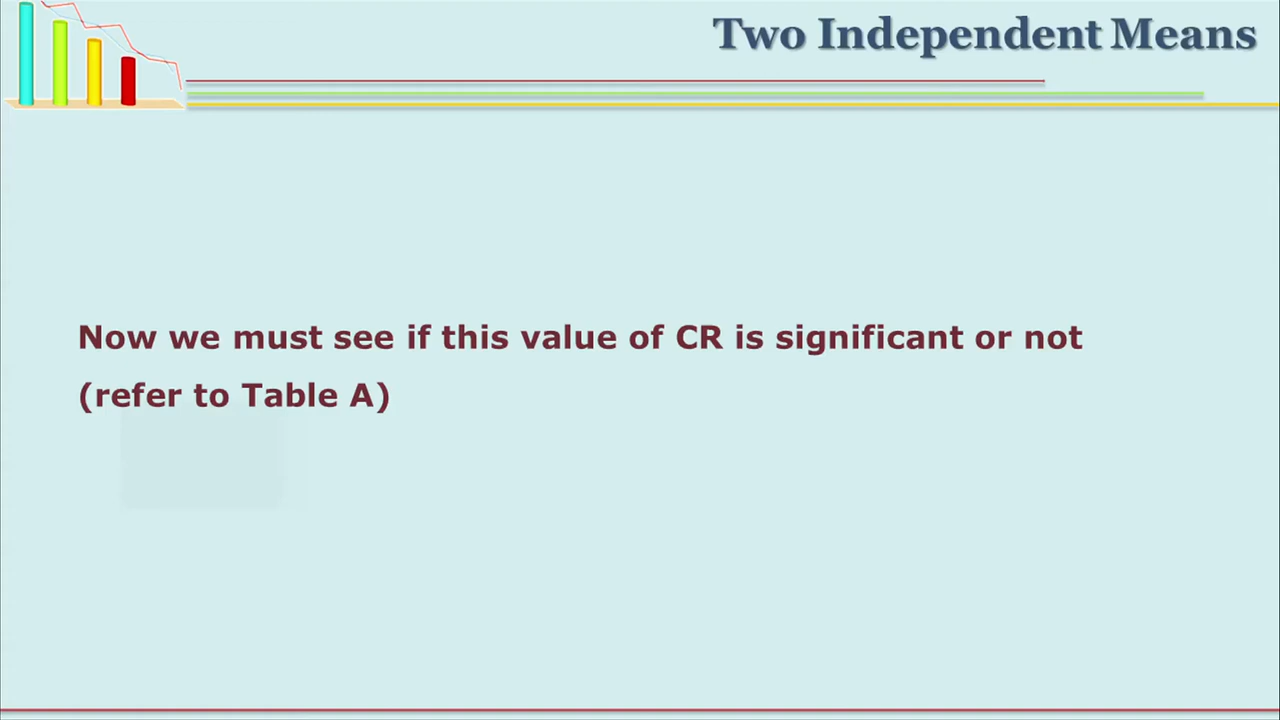 Two Independent Means
Now we must see if this value of CR is significant or not
(refer to Table A)